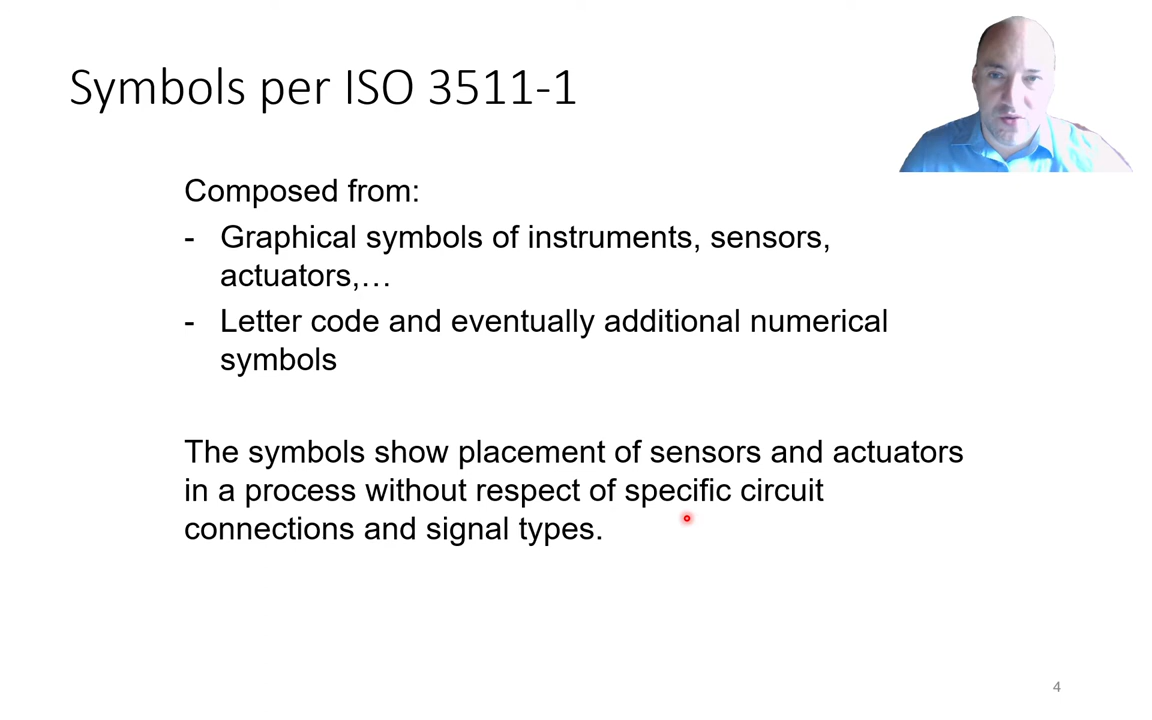 Symbols per ISO 3511-1
Composed from:
- Graphical symbols of instruments, sensors,
actuators,…
- Letter code and eventually additional numerical
symbols
The symbols show placement of sensors and actuators
in a process without respect of specific circuit
connections and signal types.
4